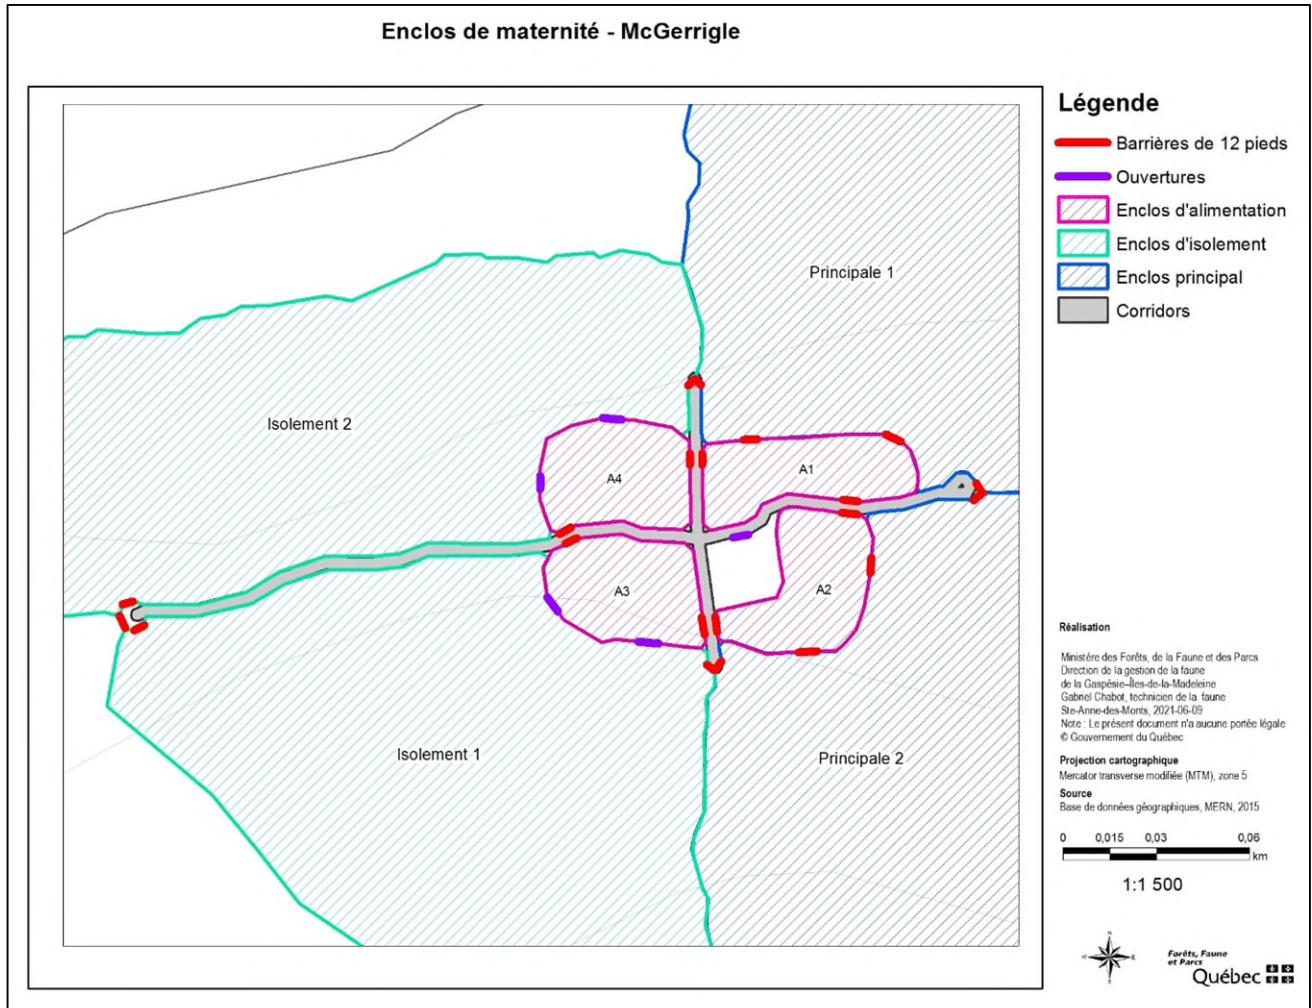 Enclos de maternité - McGerrigle
Légende
Barrières de 12 pieds
Ouvertures
Enclos d'alimentation
Enclos d'isolement
Enclos principal
Corridors
Principale 1
Isolement 2
A4
A1
A3
A2
Isolement 1
Principale 2
Réalisation
Ministère des Forêts, de la Faune et des Parcs
Direction de la gestion de la faune
de la Gaspésie–Îles-de-la-Madeleine
Gabriel Chabot, technicien de la faune
Ste-Anne-des-Monts, 2021-06-09
Note : Le présent document n'a aucune portée légale
© Gouvernement du Québec
Projection cartographique
Mercator transverse modifiée (MTM), zone 5
Source
Base de données géographiques, MERN, 2015
0 0,015 0,03 0,06
km
1:1 500
N
W E
S
Forêts, Faune
et Parcs
Québec